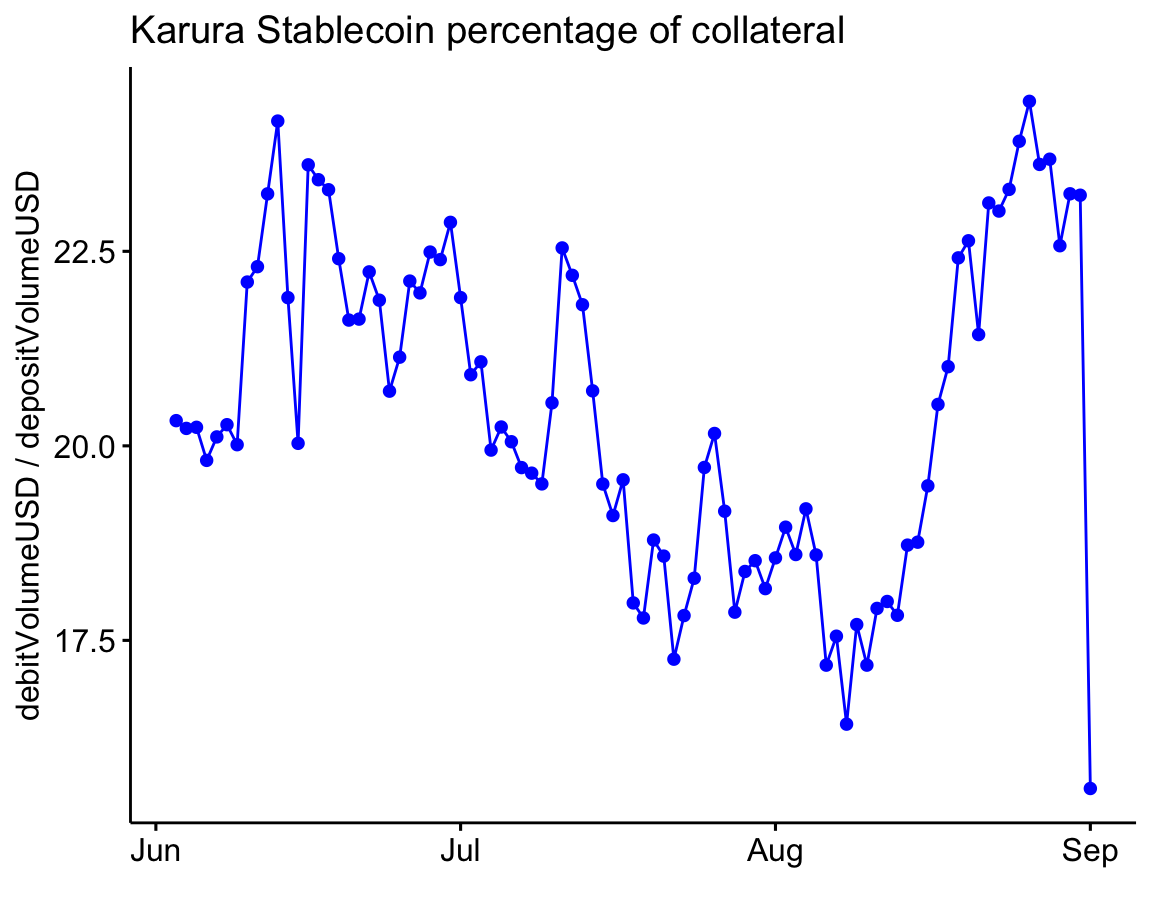 Karura Stablecoin percentage of collateral
debitVolumeUSD / depositVolumeUSD
22.5
20.0
17.5
Jun
Jul
Aug
Sep